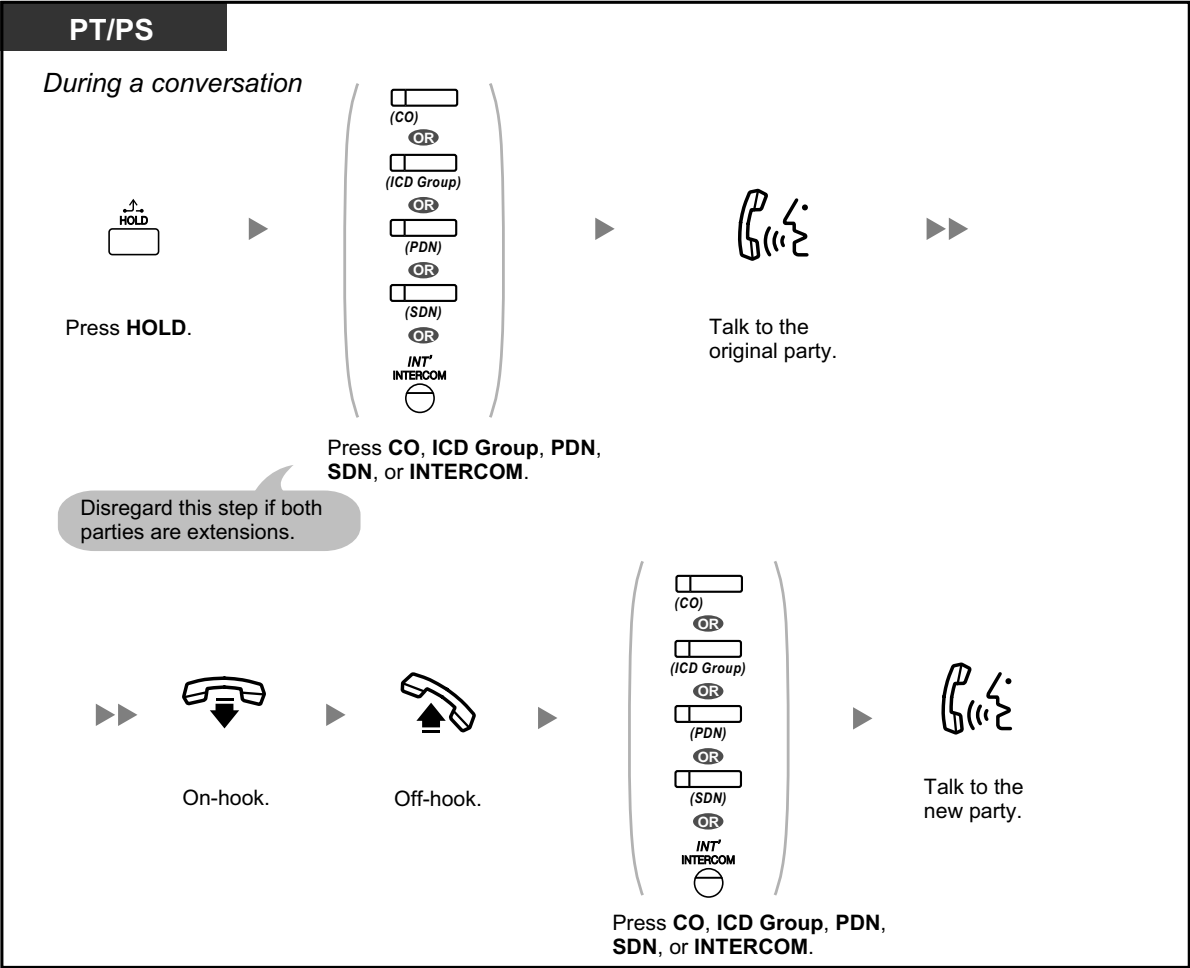 PT/PS
During a conversation
HOLD
Press HOLD.
(CO)
OR
(ICD Group)
OR
(PDN)
OR
(SDN)
OR
INT'
INTERCOM
Press CO, ICD Group, PDN,
SDN, or INTERCOM.
Disregard this step if both
parties are extensions.
Talk to the
original party.
On-hook.
Off-hook.
(CO)
OR
(ICD Group)
OR
(PDN)
OR
(SDN)
OR
INT'
INTERCOM
Press CO, ICD Group, PDN,
SDN, or INTERCOM.
Talk to the
new party.